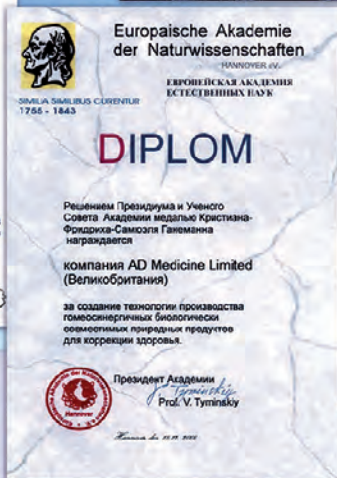 Europaische Akademie
der Naturwissenschaften
HANNOVER eV.
ЕВРОПЕЙСКАЯ АКАДЕМИЯ
ЕСТЕСТВЕННЫХ НАУК
SIMILIA SIMILIBUS CURENTUR
1755 - 1843
DIPLOM
Решением Президиума и Ученого
Совета Академии медалью Кристиана-
Фридриха-Самюэля Ганеманна
награждается
компания AD Medicine Limited
(Великобритания)
за создание технологии производства
гомеосинергичных биологически
совместимых природных продуктов
для коррекции здоровья.
Президент Академии
Prof. V. Tyminskiy
Hannover